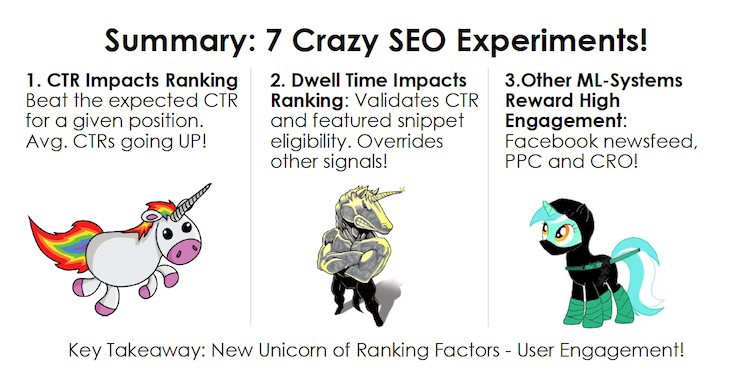 Summary: 7 Crazy SEO Experiments!
1. CTR Impacts Ranking
Beat the expected CTR
for a given position.
Avg. CTRs going UP!
2. Dwell Time Impacts
Ranking: Validates CTR
and featured snippet
eligibility. Overrides
other signals!
3.Other ML-Systems
Reward High
Engagement:
Facebook newsfeed,
PPC and CRO!
Key Takeaway: New Unicorn of Ranking Factors - User Engagement!